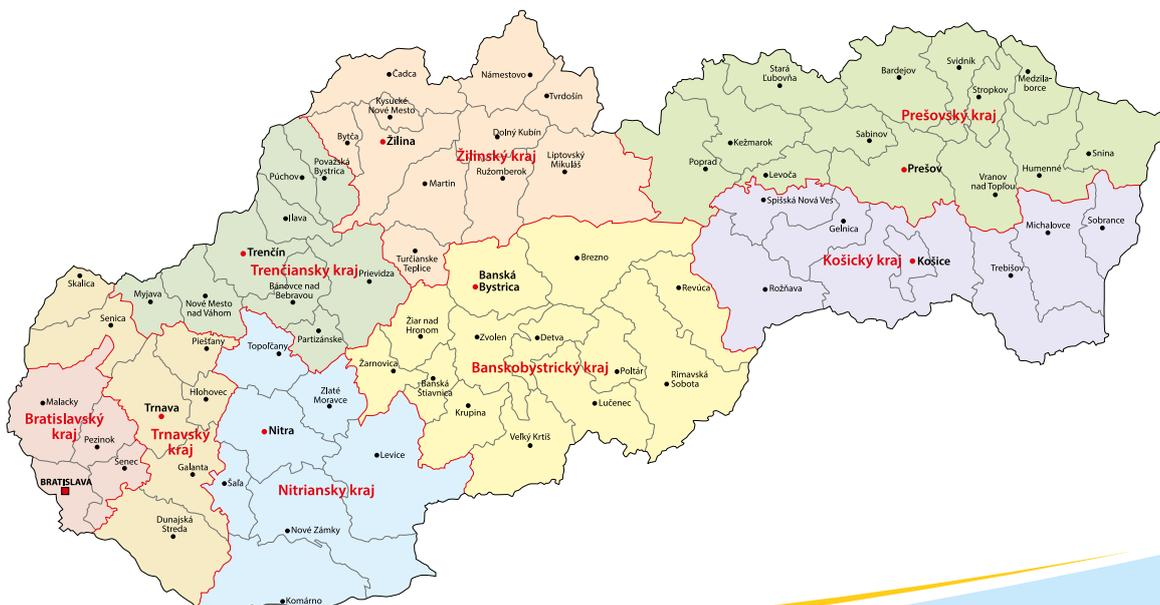 Čadca
Námestovo
Tvrdošín
Kysucké
Nové Mesto
Bytča
Žilina
Dolný Kubín
Žilinský kraj
Liptovský
Mikuláš
Ružomberok
Martin
Turčianske
Teplice
Stará
Ľubovňa
Bardejov
Svidník
Stropkov
Medzila-
borce
Prešovský kraj
Kežmarok
Sabinov
Poprad
Levoča
Prešov
Vranov
nad Topľou
Humenné
Snina
Spišská Nová Ves
Gelnica
Košický kraj
Košice
Michalovce
Sobrance
Trebišov
Rožňava
Považská
Bystrica
Púchov
Ilava
Trenčín
Trenčiansky kraj
Prievidza
Bánovce nad
Bebravou
Myjava
Nové Mesto
nad Váhom
Partizánske
Banská
Bystrica
Brezno
Revúca
Žiar nad
Hronom
Zvolen
Detva
Žarnovica
Banskobystrický kraj
Poltár
Rimavská
Sobota
Banská
Štiavnica
Krupina
Lučenec
Veľký Krtíš
Skalica
Senica
Piešťany
Hlohovec
Trnava
Trnavský
kraj
Galanta
Dunajská
Streda
Malacky
Bratislavský
kraj
Pezinok
Senec
BRATISLAVA
Topoľčany
Zlaté
Moravce
Nitra
Levice
Šaľa
Nitriansky kraj
Nové Zámky
Komárno